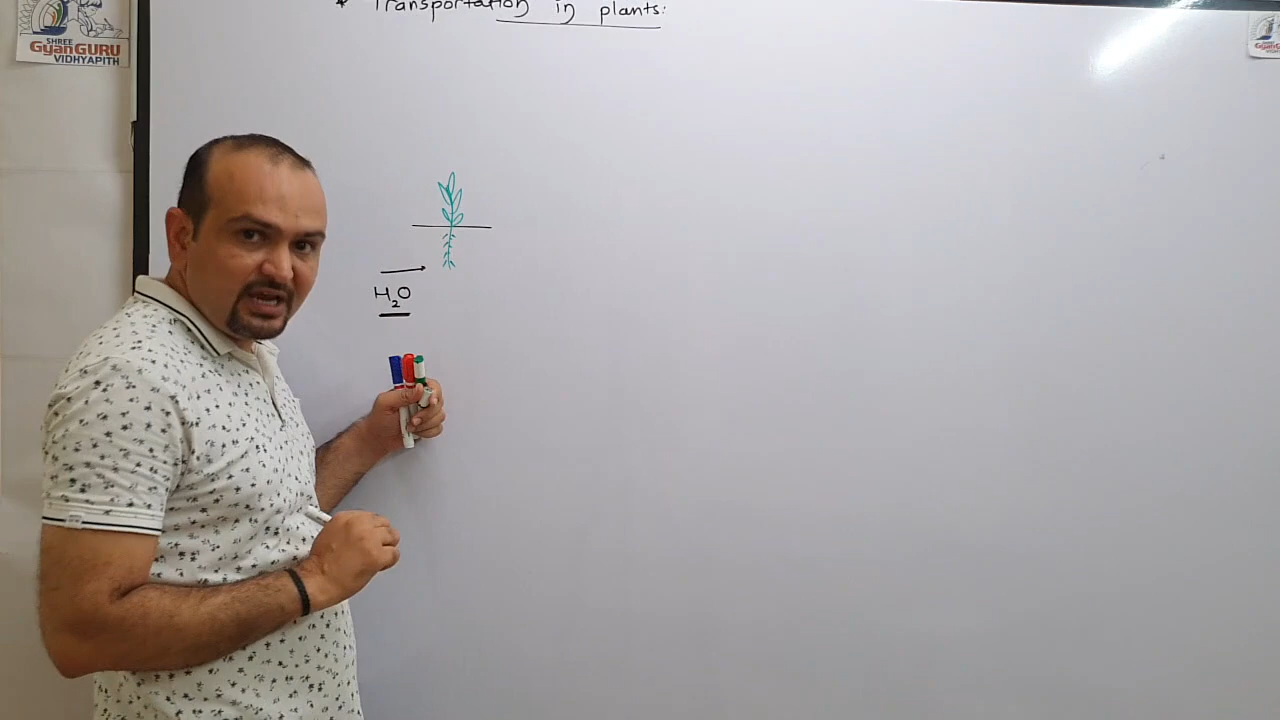 * Transportation in plants:
SHREE
GyanGURU
VIDHYAPITH
H₂O